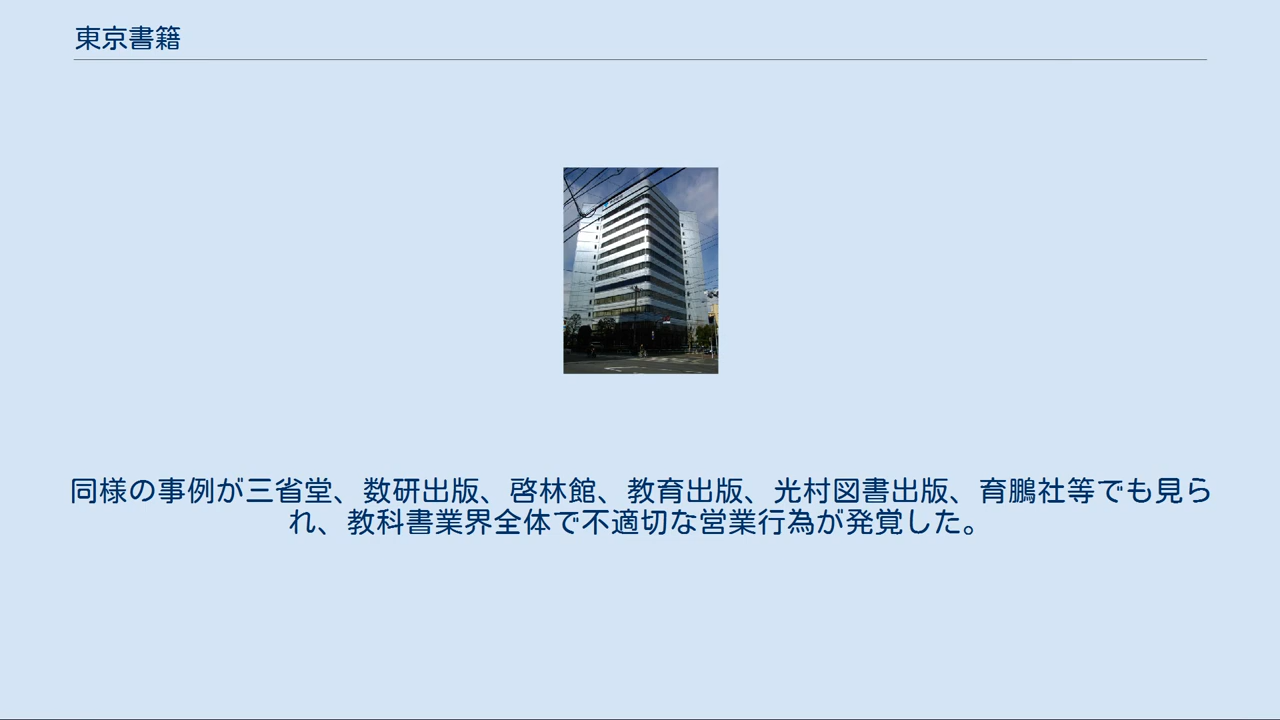 東京書籍
同様の事例が三省堂、数研出版、啓林館、教育出版、光村図書出版、育鵬社等でも見ら
れ、教科書業界全体で不適切な営業行為が発覚した。